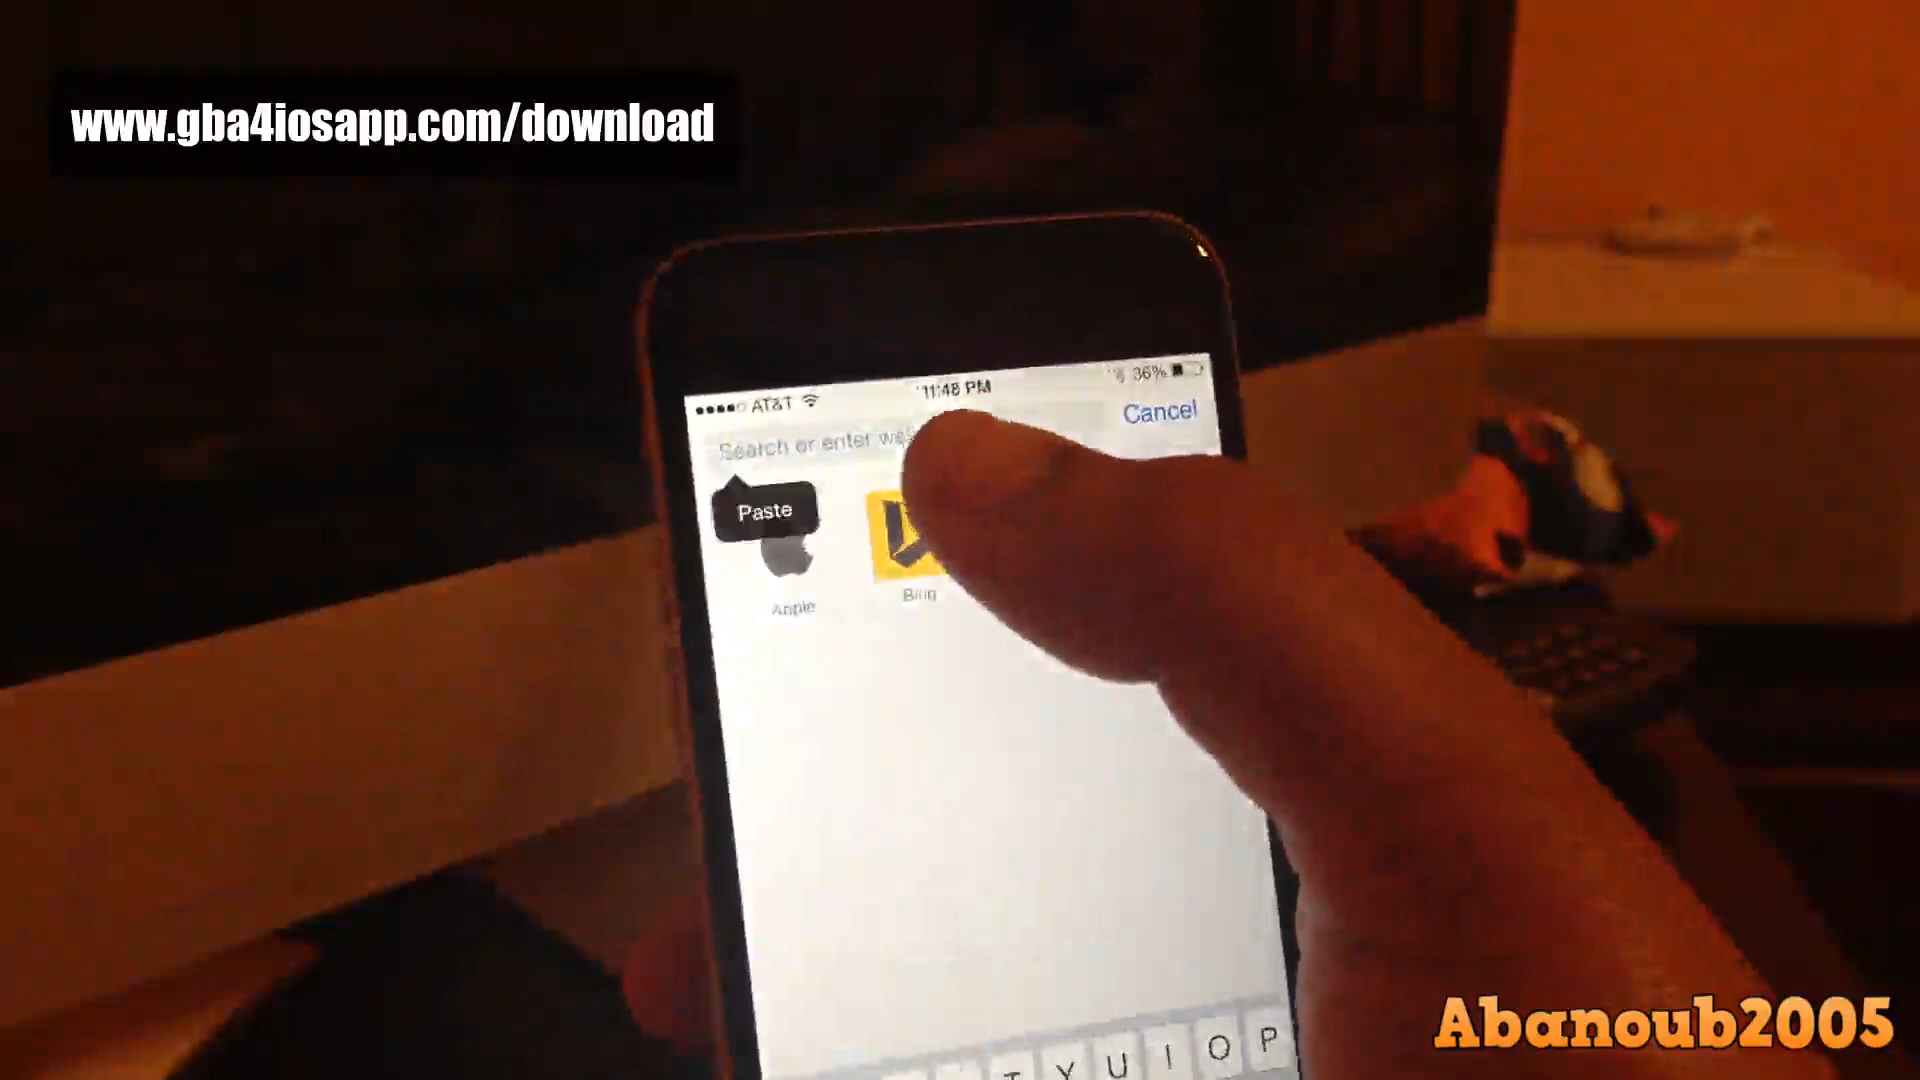 www.gba4iosapp.com/download
AT&T
11:48 PM
36%
Search or enter
Cancel
Paste
Apple
Bing
Y U I O P
Abanoub2005